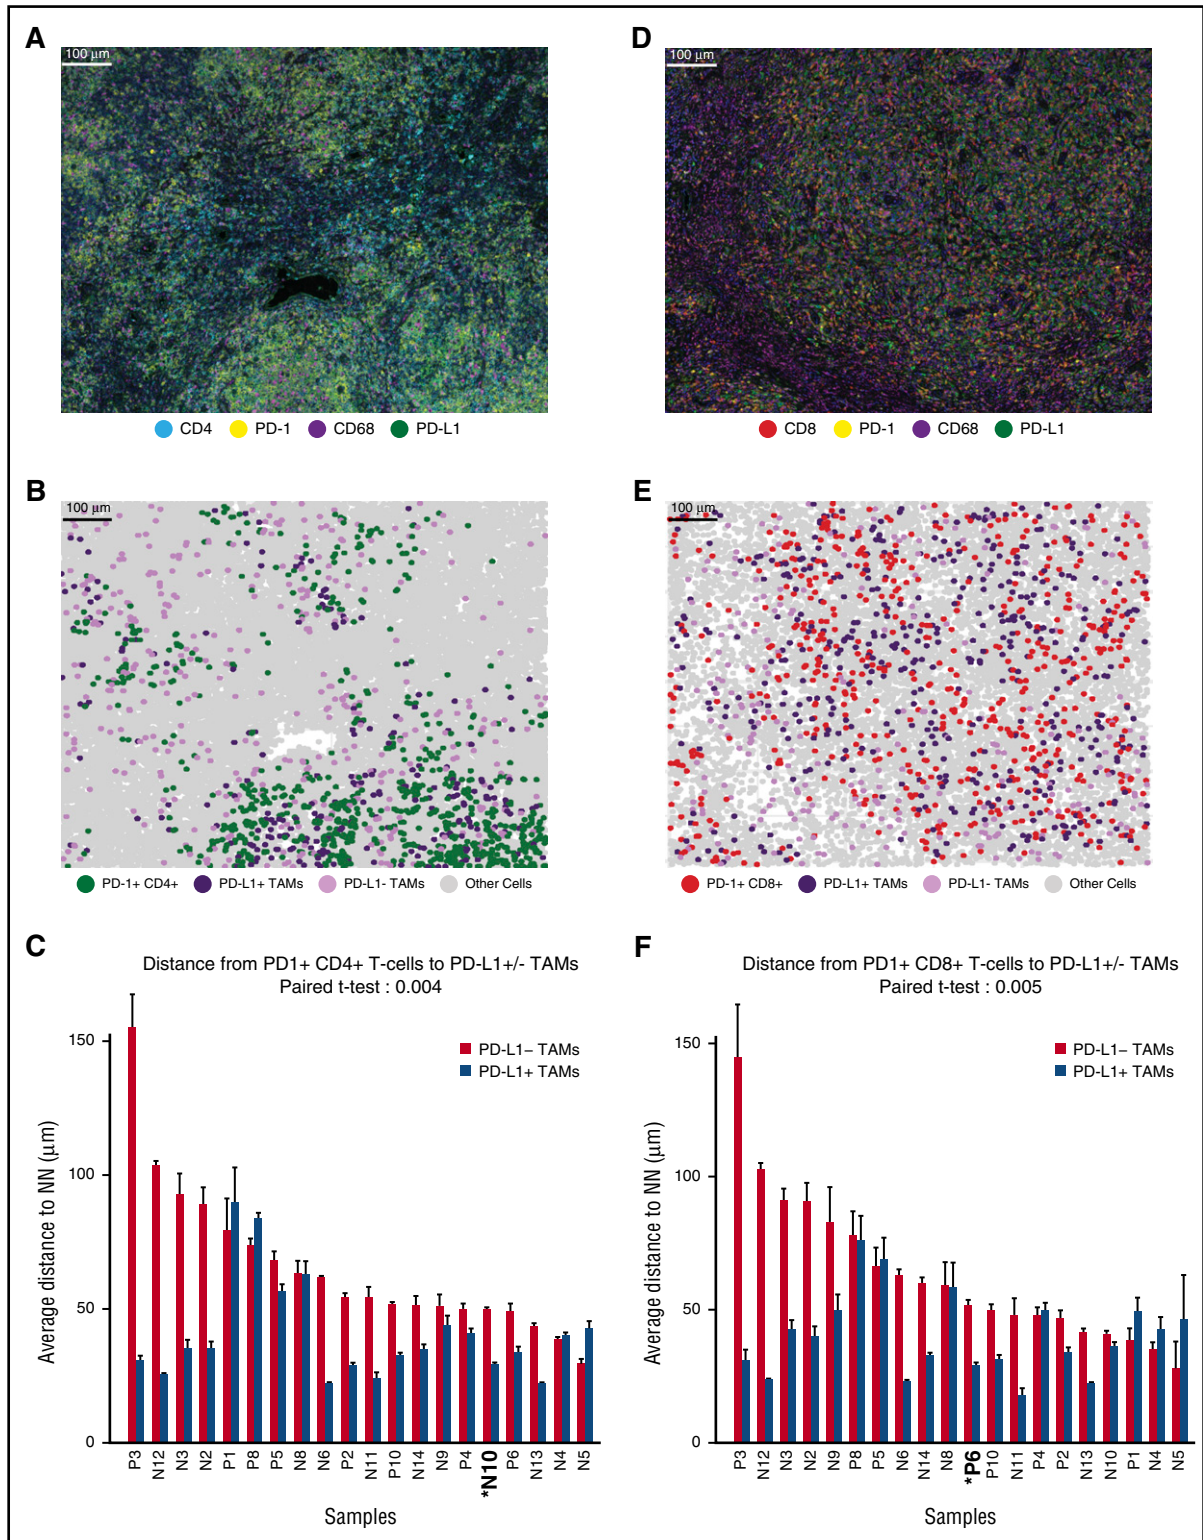 A
100 μm
CD4 PD-1 CD68 PD-L1
B
100 μm
PD-1+ CD4+ PD-L1+ TAMs PD-L1- TAMs Other Cells
C
Distance from PD1+ CD4+ T-cells to PD-L1+/- TAMs
Paired t-test : 0.004
PD-L1– TAMs
PD-L1+ TAMs
Average distance to NN (μm)
150
100
50
0
P3 N12 N3 N2 P1 P8 P5 N8 N6 P2 N11 P10 N14 N9 P4 *N10 P6 N13 N4 N5
Samples
D
100 μm
CD8 PD-1 CD68 PD-L1
E
100 μm
PD-1+ CD8+ PD-L1+ TAMs PD-L1- TAMs Other Cells
F
Distance from PD1+ CD8+ T-cells to PD-L1+/- TAMs
Paired t-test : 0.005
PD-L1– TAMs
PD-L1+ TAMs
Average distance to NN (μm)
150
100
50
0
P3 N12 N3 N2 N9 P8 P5 N6 N14 N8 *P6 P10 N11 P4 P2 N13 N10 P1 N4 N5
Samples